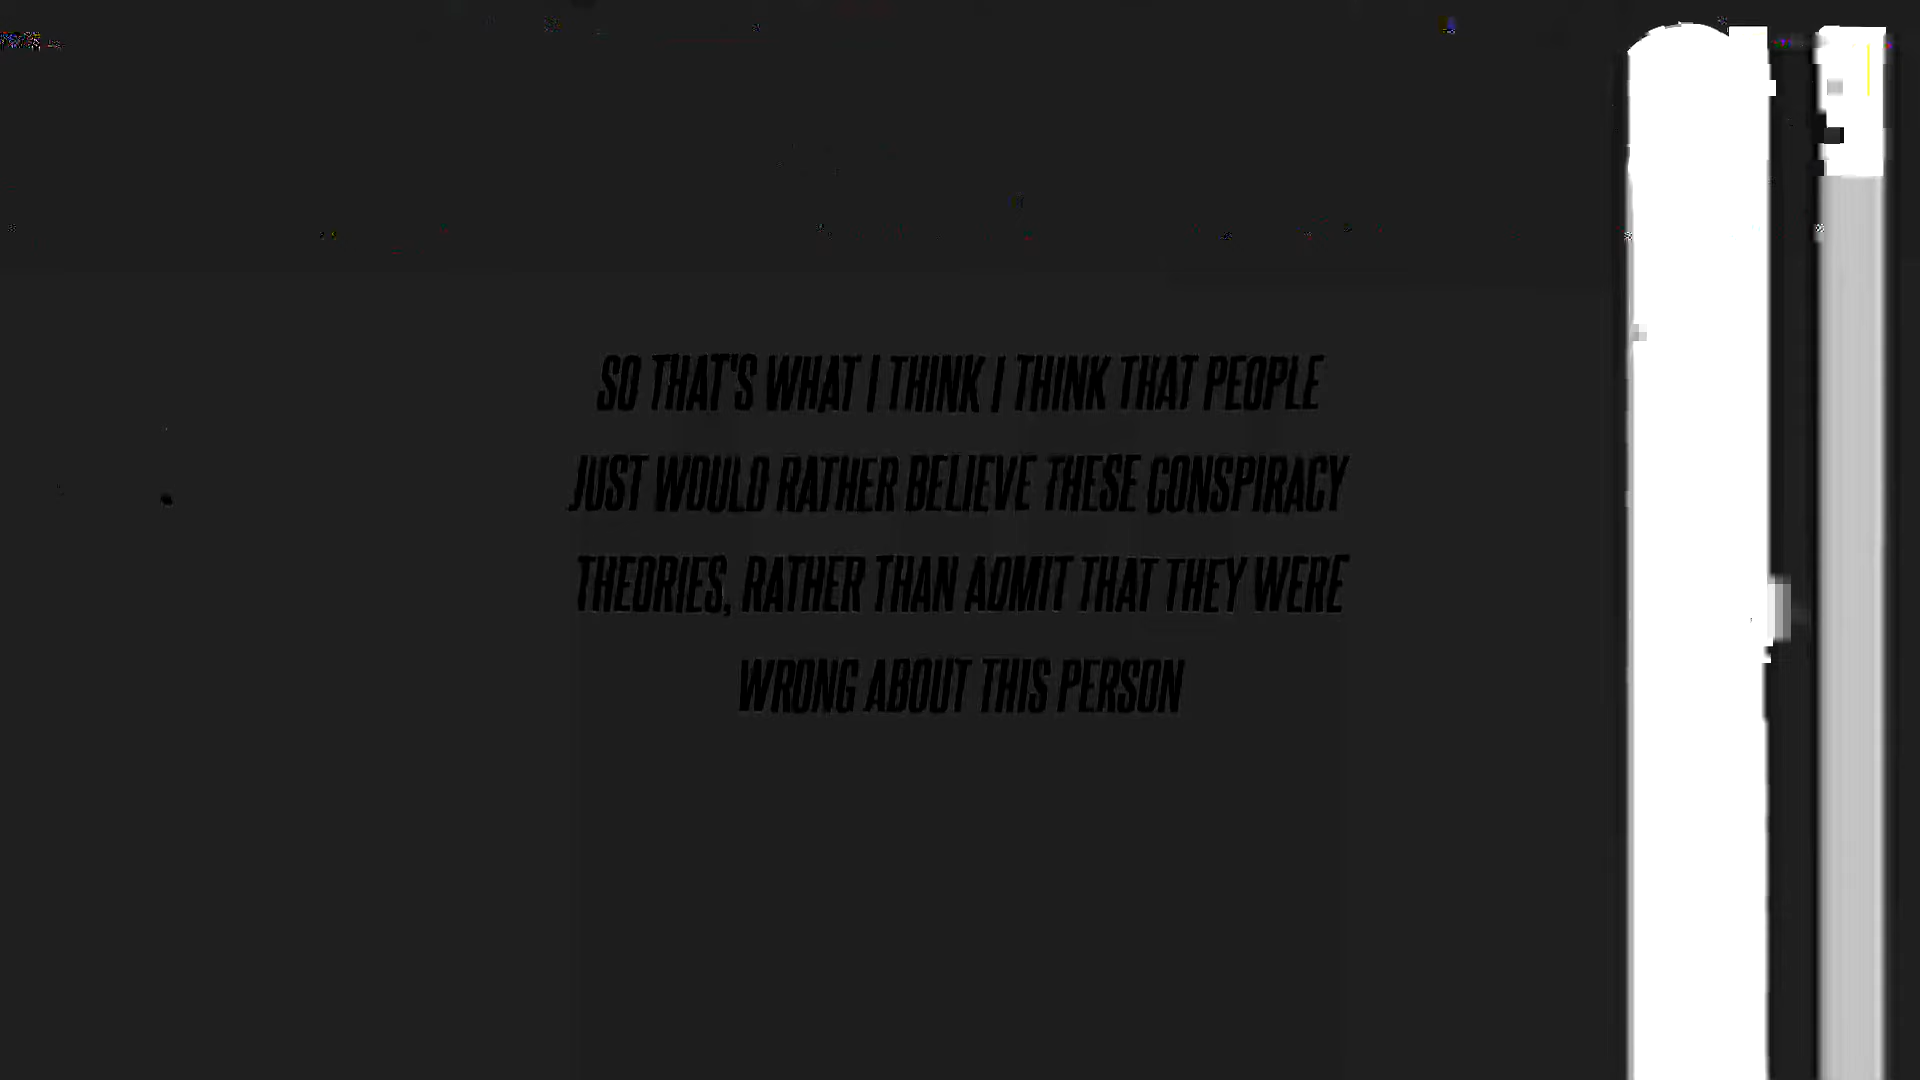 SO THAT'S WHAT I THINK I THINK THAT PEOPLE
JUST WOULD RATHER BELIEVE THESE CONSPIRACY
THEORIES, RATHER THAN ADMIT THAT THEY WERE
WRONG ABOUT THIS PERSON